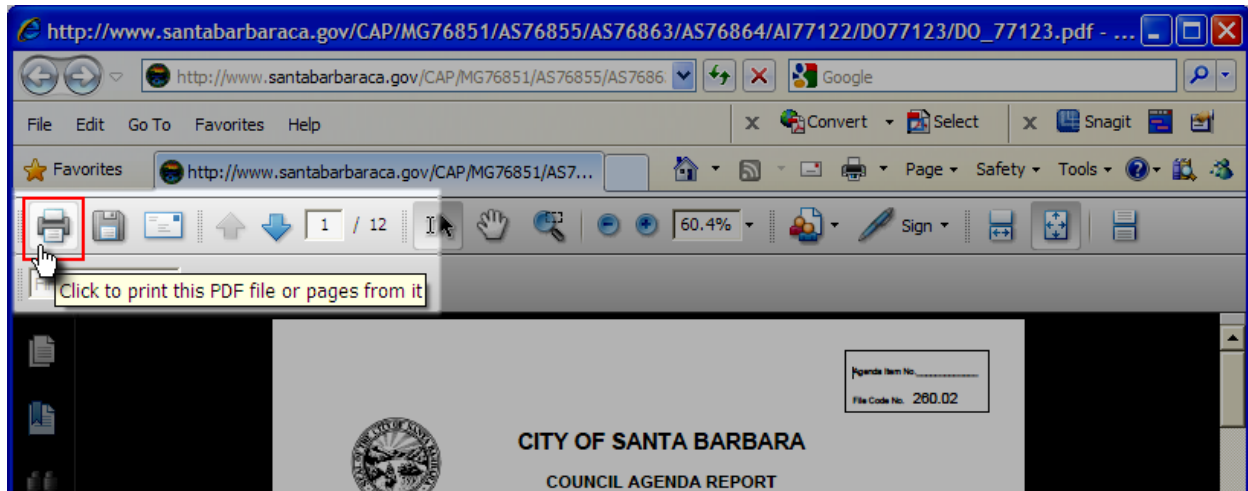 http://www.santabarbaraca.gov/CAP/MG76851/AS76855/AS76863/AS76864/AI77122/DO77123/DO_77123.pdf - ...
http://www.santabarbaraca.gov/CAP/MG76851/AS76855/AS7686 Google
File Edit Go To Favorites Help x Convert Select x Snagit
Favorites http://www.santabarbaraca.gov/CAP/MG76851/AS7... Page Safety Tools
1 / 12 60.4% Sign
Click to print this PDF file or pages from it
Agenda Item No.
File Code No. 260.02
CITY OF SANTA BARBARA
COUNCIL AGENDA REPORT